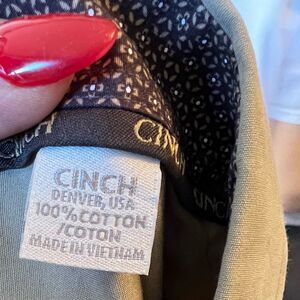 CINCH
CINCH
CINCH
DENVER, USA
100% COTTON
/COTON
MADE IN VIETNAM